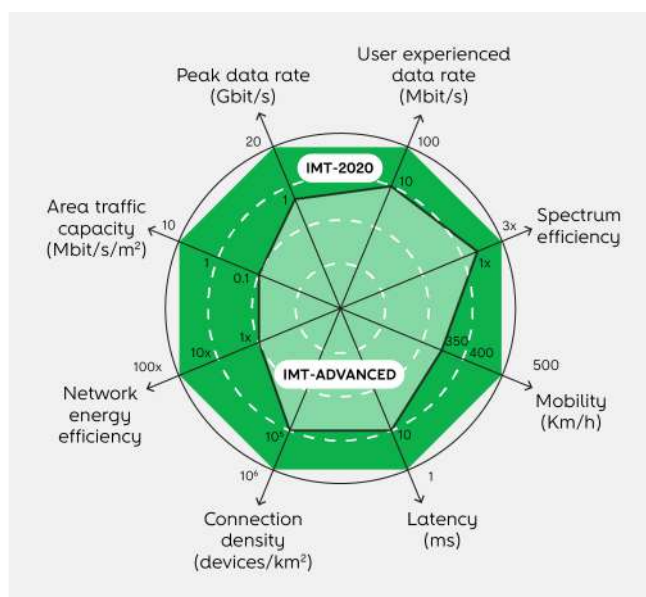 User experienced
data rate
(Mbit/s)
Peak data rate
(Gbit/s)
20
100
IMT-2020
10
1
Area traffic
capacity
(Mbit/s/m²)
10
1
0.1
3x
Spectrum
efficiency
1x
350
400
500
Mobility
(Km/h)
1x
10x
100x
Network
energy
efficiency
IMT-ADVANCED
10⁵
10⁶
Connection
density
(devices/km²)
10
1
Latency
(ms)